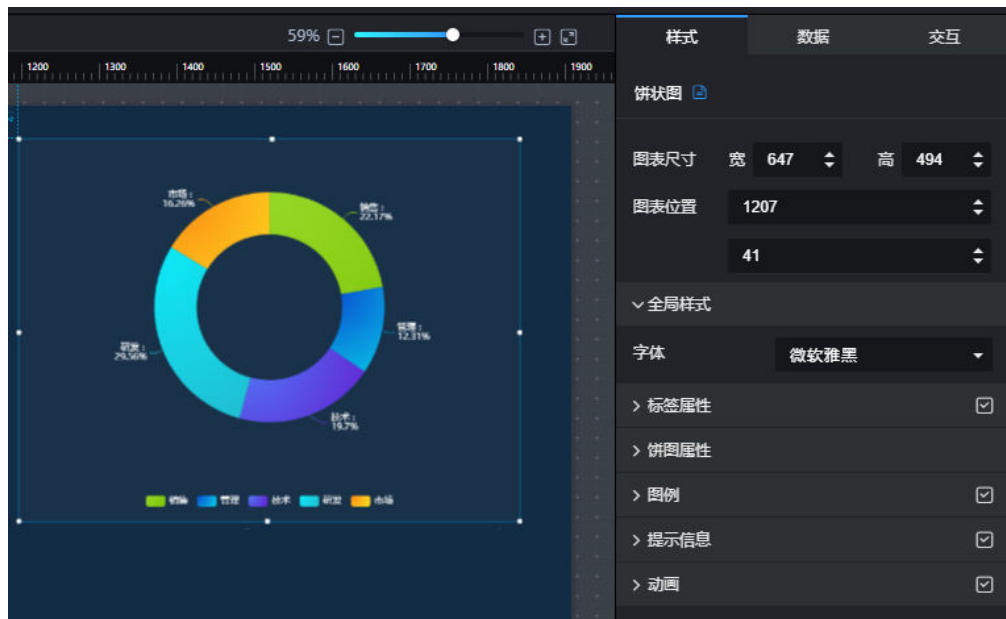 59%
样式 数据 交互
1200 1300 1400 1500 1600 1700 1800 1900
饼状图
图表尺寸 宽 647 高 494
图表位置 1207
41
全局样式
字体 微软雅黑
标签属性
饼图属性
图例
提示信息
动画
市场：
16.26%
销售：
22.17%
管理：
12.31%
研发：
29.56%
技术：
19.7%
销售 管理 技术 研发 市场